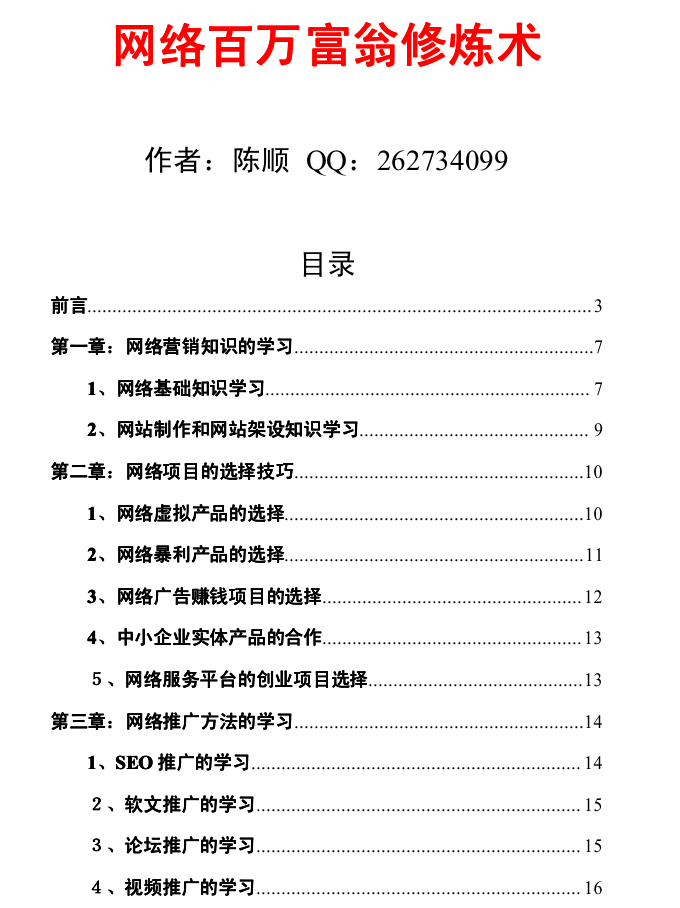 网络百万富翁修炼术
作者：陈顺 QQ：262734099
目录
前言....................................................................................................3
第一章：网络营销知识的学习............................................................7
1、网络基础知识学习................................................................. 7
2、网站制作和网站架设知识学习.............................................. 9
第二章：网络项目的选择技巧..........................................................10
1、网络虚拟产品的选择............................................................10
2、网络暴利产品的选择............................................................11
3、网络广告赚钱项目的选择.................................................... 12
4、中小企业实体产品的合作.................................................... 13
５、网络服务平台的创业项目选择...........................................13
第三章：网络推广方法的学习..........................................................14
1、SEO 推广的学习.................................................................. 14
２、软文推广的学习................................................................. 15
３、论坛推广的学习................................................................. 15
４、视频推广的学习................................................................. 16